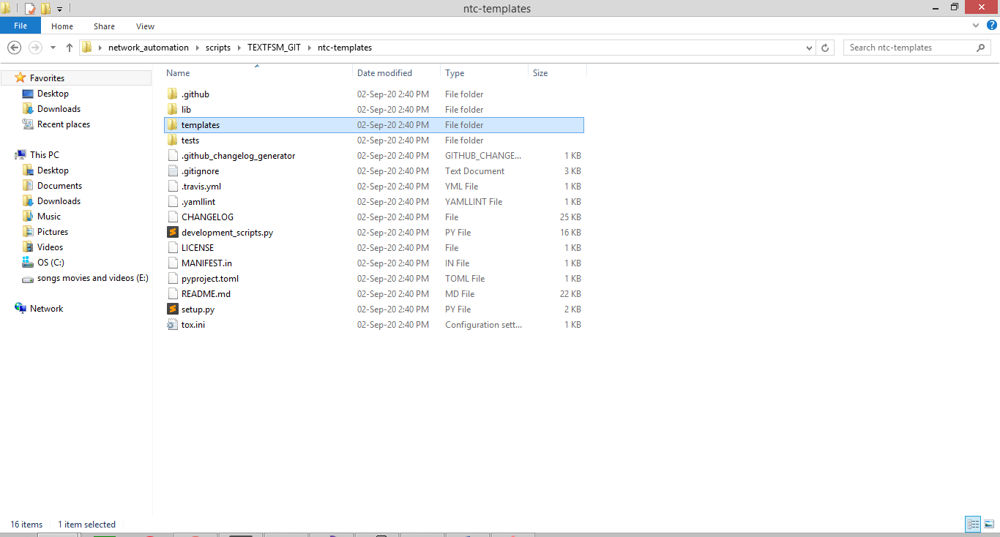 ntc-templates
File Home Share View
network_automation scripts TEXTFSM_GIT ntc-templates
Search ntc-templates
Favorites
Desktop
Downloads
Recent places
This PC
Desktop
Documents
Downloads
Music
Pictures
Videos
OS (C:)
songs movies and videos (E:)
Network
Name Date modified Type Size
.github 02-Sep-20 2:40 PM File folder
lib 02-Sep-20 2:40 PM File folder
templates 02-Sep-20 2:40 PM File folder
tests 02-Sep-20 2:40 PM File folder
.github_changelog_generator 02-Sep-20 2:40 PM GITHUB_CHANGE... 1 KB
.gitignore 02-Sep-20 2:40 PM Text Document 3 KB
.travis.yml 02-Sep-20 2:40 PM YML File 1 KB
.yamllint 02-Sep-20 2:40 PM YAMLLINT File 1 KB
CHANGELOG 02-Sep-20 2:40 PM File 25 KB
development_scripts.py 02-Sep-20 2:40 PM PY File 16 KB
LICENSE 02-Sep-20 2:40 PM File 1 KB
MANIFEST.in 02-Sep-20 2:40 PM IN File 1 KB
pyproject.toml 02-Sep-20 2:40 PM TOML File 1 KB
README.md 02-Sep-20 2:40 PM MD File 22 KB
setup.py 02-Sep-20 2:40 PM PY File 2 KB
tox.ini 02-Sep-20 2:40 PM Configuration sett... 1 KB
16 items 1 item selected